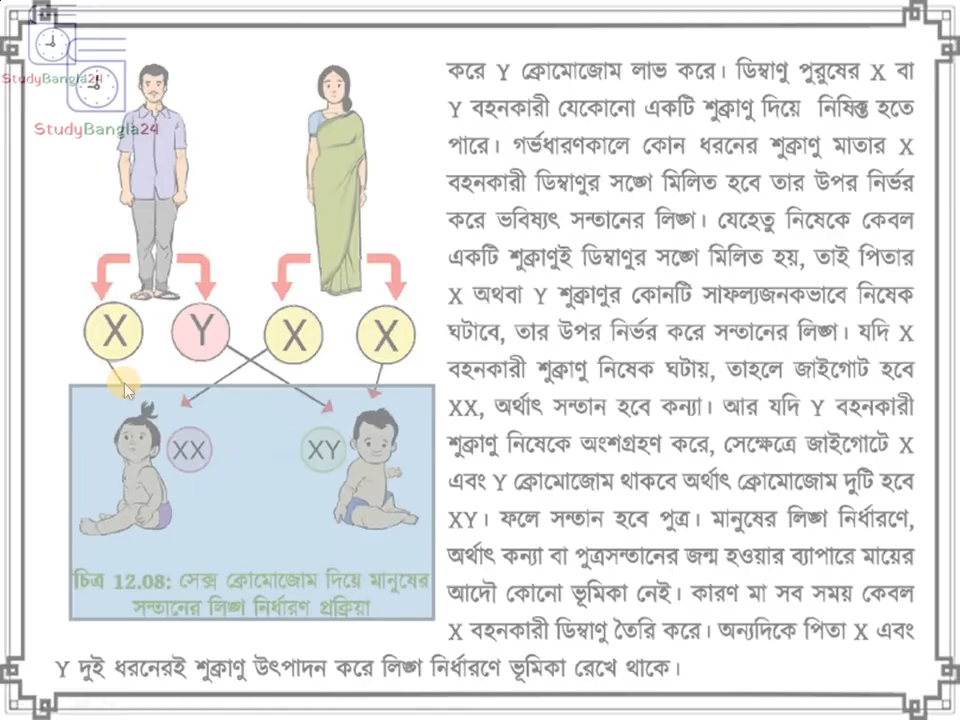 StudyBangla24
StudyBangla24
করে Y ক্রোমোজোম লাভ করে। ডিম্বাণু পুরুষের X বা
Y বহনকারী যেকোনো একটি শুক্রাণু দিয়ে নিষিক্ত হতে
পারে। গর্ভধারণকালে কোন ধরনের শুক্রাণু মাতার X
বহনকারী ডিম্বাণুর সঙ্গে মিলিত হবে তার উপর নির্ভর
করে ভবিষ্যৎ সন্তানের লিঙ্গ। যেহেতু নিষেকে কেবল
একটি শুক্রাণুই ডিম্বাণুর সঙ্গে মিলিত হয়, তাই পিতার
X অথবা Y শুক্রাণুর কোনটি সাফল্যজনকভাবে নিষেক
ঘটাবে, তার উপর নির্ভর করে সন্তানের লিঙ্গ। যদি X
বহনকারী শুক্রাণু নিষেক ঘটায়, তাহলে জাইগোট হবে
XX, অর্থাৎ সন্তান হবে কন্যা। আর যদি Y বহনকারী
শুক্রাণু নিষেকে অংশগ্রহণ করে, সেক্ষেত্রে জাইগোটে X
এবং Y ক্রোমোজোম থাকবে অর্থাৎ ক্রোমোজোম দুটি হবে
XY। ফলে সন্তান হবে পুত্র। মানুষের লিঙ্গ নির্ধারণে,
অর্থাৎ কন্যা বা পুত্রসন্তানের জন্ম হওয়ার ব্যাপারে মায়ের
আদৌ কোনো ভূমিকা নেই। কারণ মা সব সময় কেবল
X বহনকারী ডিম্বাণু তৈরি করে। অন্যদিকে পিতা X এবং
Y দুই ধরনেরই শুক্রাণু উৎপাদন করে লিঙ্গ নির্ধারণে ভূমিকা রেখে থাকে।
X Y X X
XX XY
চিত্র 12.08: সেক্স ক্রোমোজোম দিয়ে মানুষের
সন্তানের লিঙ্গ নির্ধারণ প্রক্রিয়া